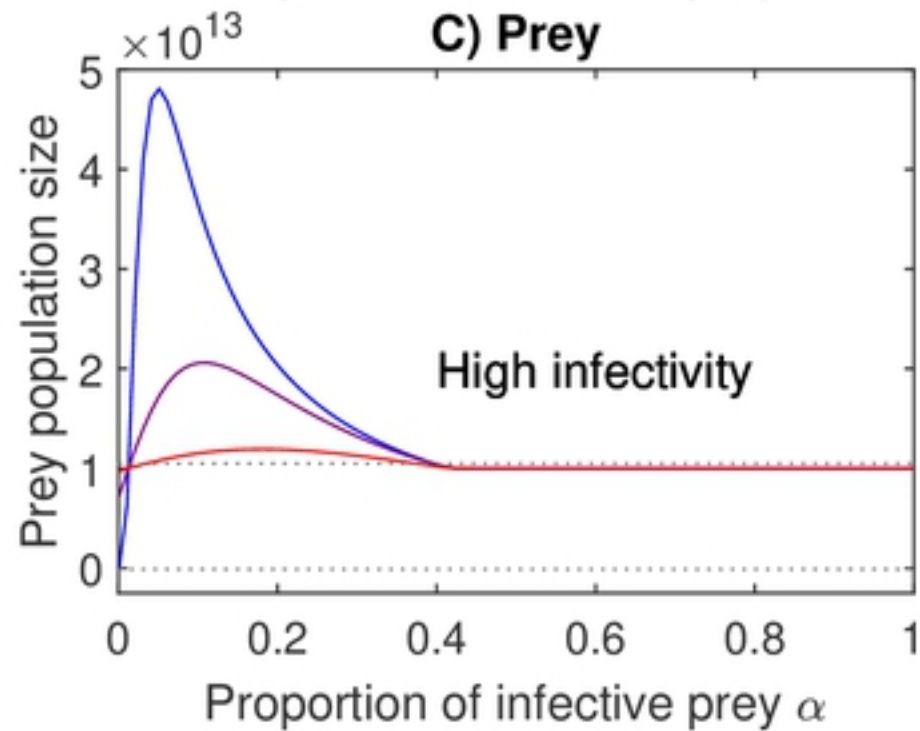 ×10¹³
C) Prey
5
4
3
2
1
0
Prey population size
High infectivity
0 0.2 0.4 0.6 0.8 1
Proportion of infective prey α